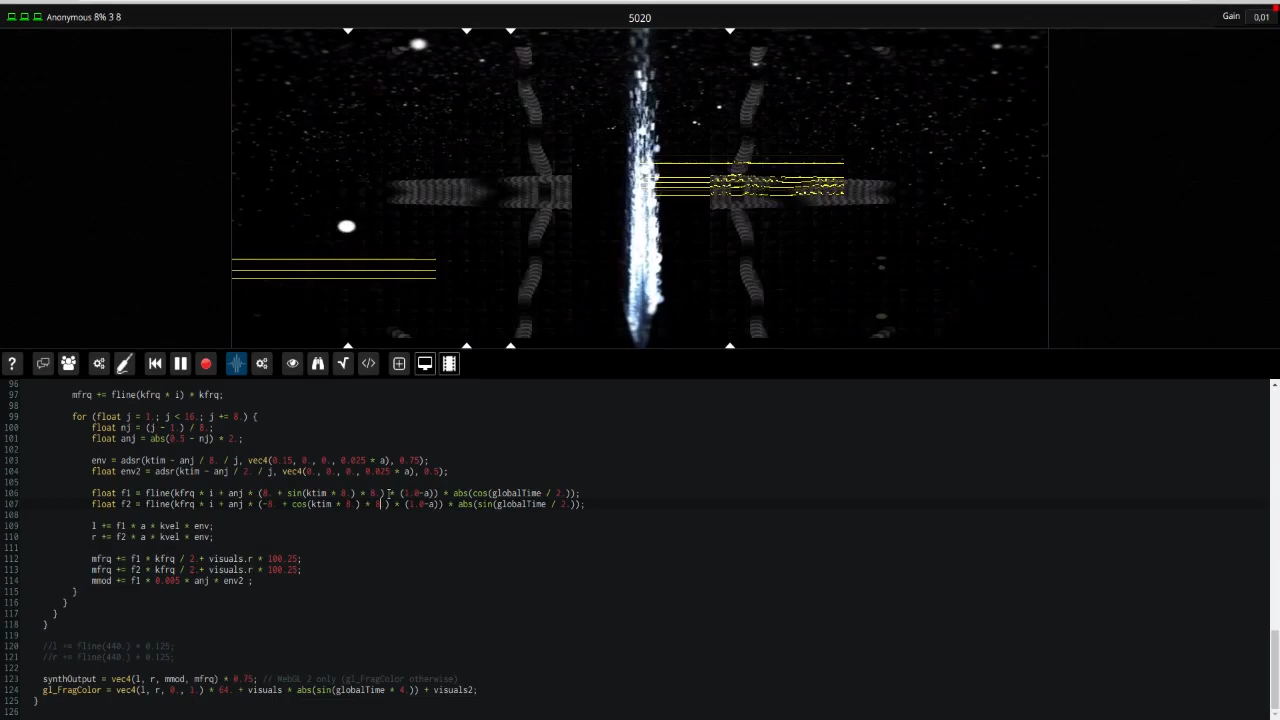 Anonymous 8% 3 8
5020
Gain 0,01
96
97 mfrq += fline(kfrq * i) * kfrq;
98
99 for (float j = 1.; j < 16.; j += 8.) {
100 float nj = (j - 1.) / 8.;
101 float anj = abs(0.5 - nj) * 2.;
102
103 env = adsr(ktim - anj / 8. / j, vec4(0.15, 0., 0., 0.025 * a), 0.75);
104 float env2 = adsr(ktim - anj / 2. / j, vec4(0., 0., 0., 0.025 * a), 0.5);
105
106 float f1 = fline(kfrq * i + anj * (8. + sin(ktim * 8.) * 8.) * (1.0-a)) * abs(cos(globalTime / 2.));
107 float f2 = fline(kfrq * i + anj * (-8. + cos(ktim * 8.) * 8 ) * (1.0-a)) * abs(sin(globalTime / 2.));
108
109 l += f1 * a * kvel * env;
110 r += f2 * a * kvel * env;
111
112 mfrq += f1 * kfrq / 2.+ visuals.r * 100.25;
113 mfrq += f2 * kfrq / 2.+ visuals.r * 100.25;
114 mmod += f1 * 0.005 * anj * env2 ;
115 }
116 }
117 }
118 }
119
120 //l += fline(440.) * 0.125;
121 //r += fline(440.) * 0.125;
122
123 synthOutput = vec4(l, r, mmod, mfrq) * 0.75; // WebGL 2 only (gl_FragColor otherwise)
124 gl_FragColor = vec4(l, r, 0., 1.) * 64. + visuals * abs(sin(globalTime * 4.)) + visuals2;
125 }
126